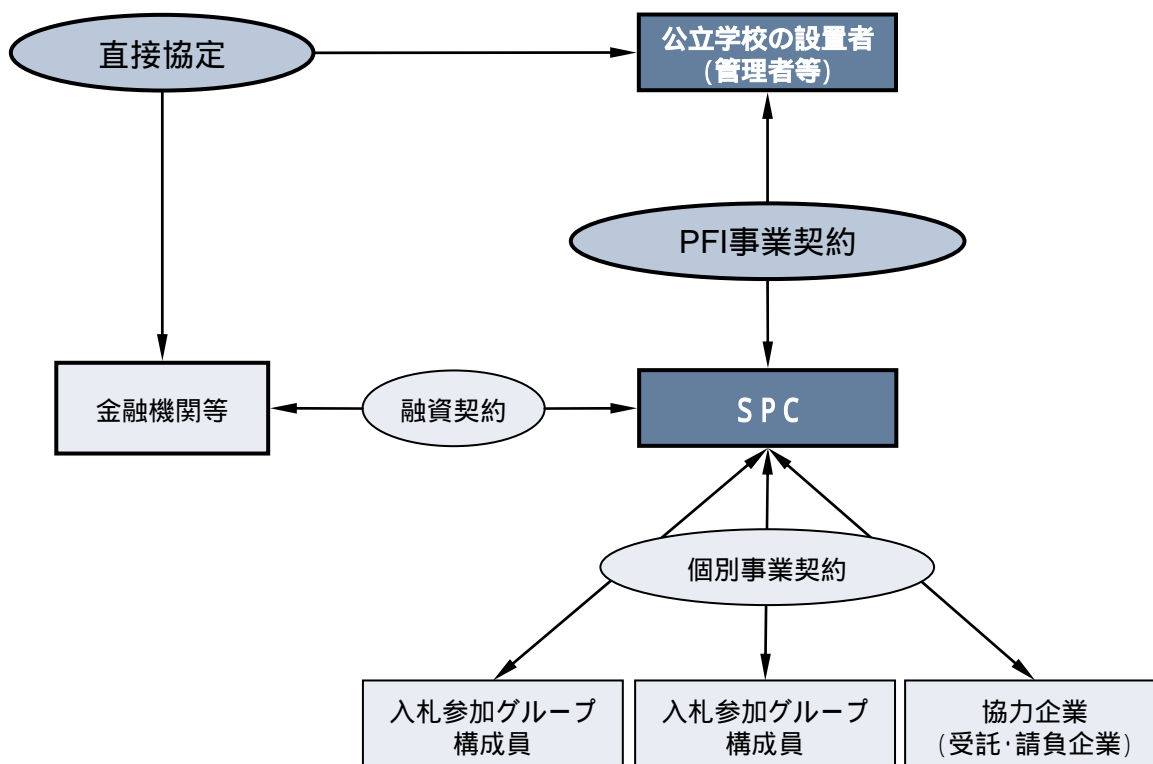 直接協定
公立学校の設置者
(管理者等)
PFI事業契約
金融機関等
融資契約
SPC
個別事業契約
入札参加グループ
構成員
入札参加グループ
構成員
協力企業
(受託・請負企業)